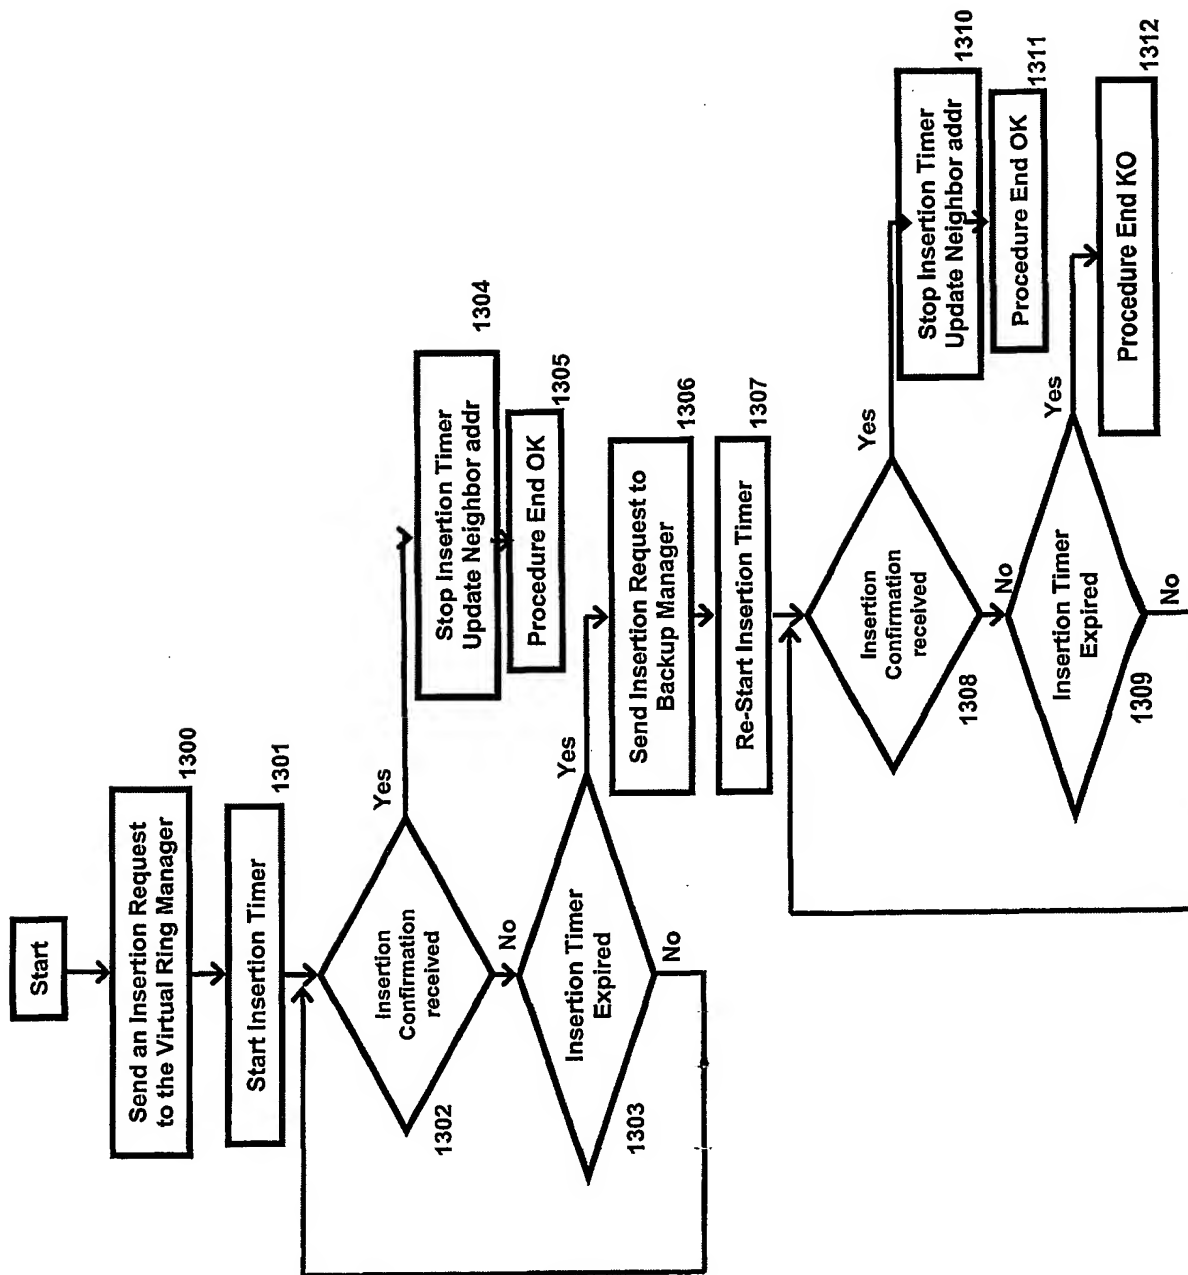 Start
Send an Insertion Request
to the Virtual Ring Manager
1300
Start Insertion Timer
1301
Insertion
Confirmation
received
1302
Yes
No
Stop Insertion Timer
Update Neighbor addr
1304
Procedure End OK
1305
Insertion Timer
Expired
1303
Yes
No
Send Insertion Request to
Backup Manager
1306
Re-Start Insertion Timer
1307
Insertion
Confirmation
received
1308
Yes
No
Stop Insertion Timer
Update Neighbor addr
1310
Procedure End OK
1311
Insertion Timer
Expired
1309
Yes
No
Procedure End KO
1312